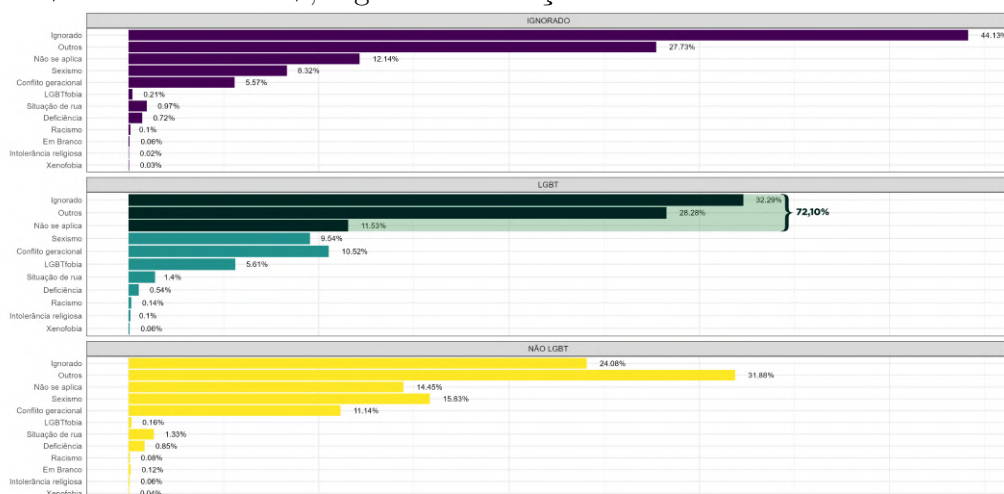 IGNORADO
Ignorado 44.13%
Outros 27.73%
Não se aplica 12.14%
Sexismo 8.32%
Conflito geracional 5.57%
LGBTfobia 0.21%
Situação de rua 0.97%
Deficiência 0.72%
Racismo 0.1%
Em Branco 0.06%
Intolerância religiosa 0.02%
Xenofobia 0.03%
LGBT
Ignorado 32.29%
Outros 28.28% 72,10%
Não se aplica 11.53%
Sexismo 9.54%
Conflito geracional 10.52%
LGBTfobia 5.61%
Situação de rua 1.4%
Deficiência 0.54%
Racismo 0.14%
Intolerância religiosa 0.1%
Xenofobia 0.06%
NÃO LGBT
Ignorado 24.08%
Outros 31.88%
Não se aplica 14.45%
Sexismo 15.83%
Conflito geracional 11.14%
LGBTfobia 0.16%
Situação de rua 1.33%
Deficiência 0.85%
Racismo 0.08%
Em Branco 0.12%
Intolerância religiosa 0.06%
Xenofobia 0.04%